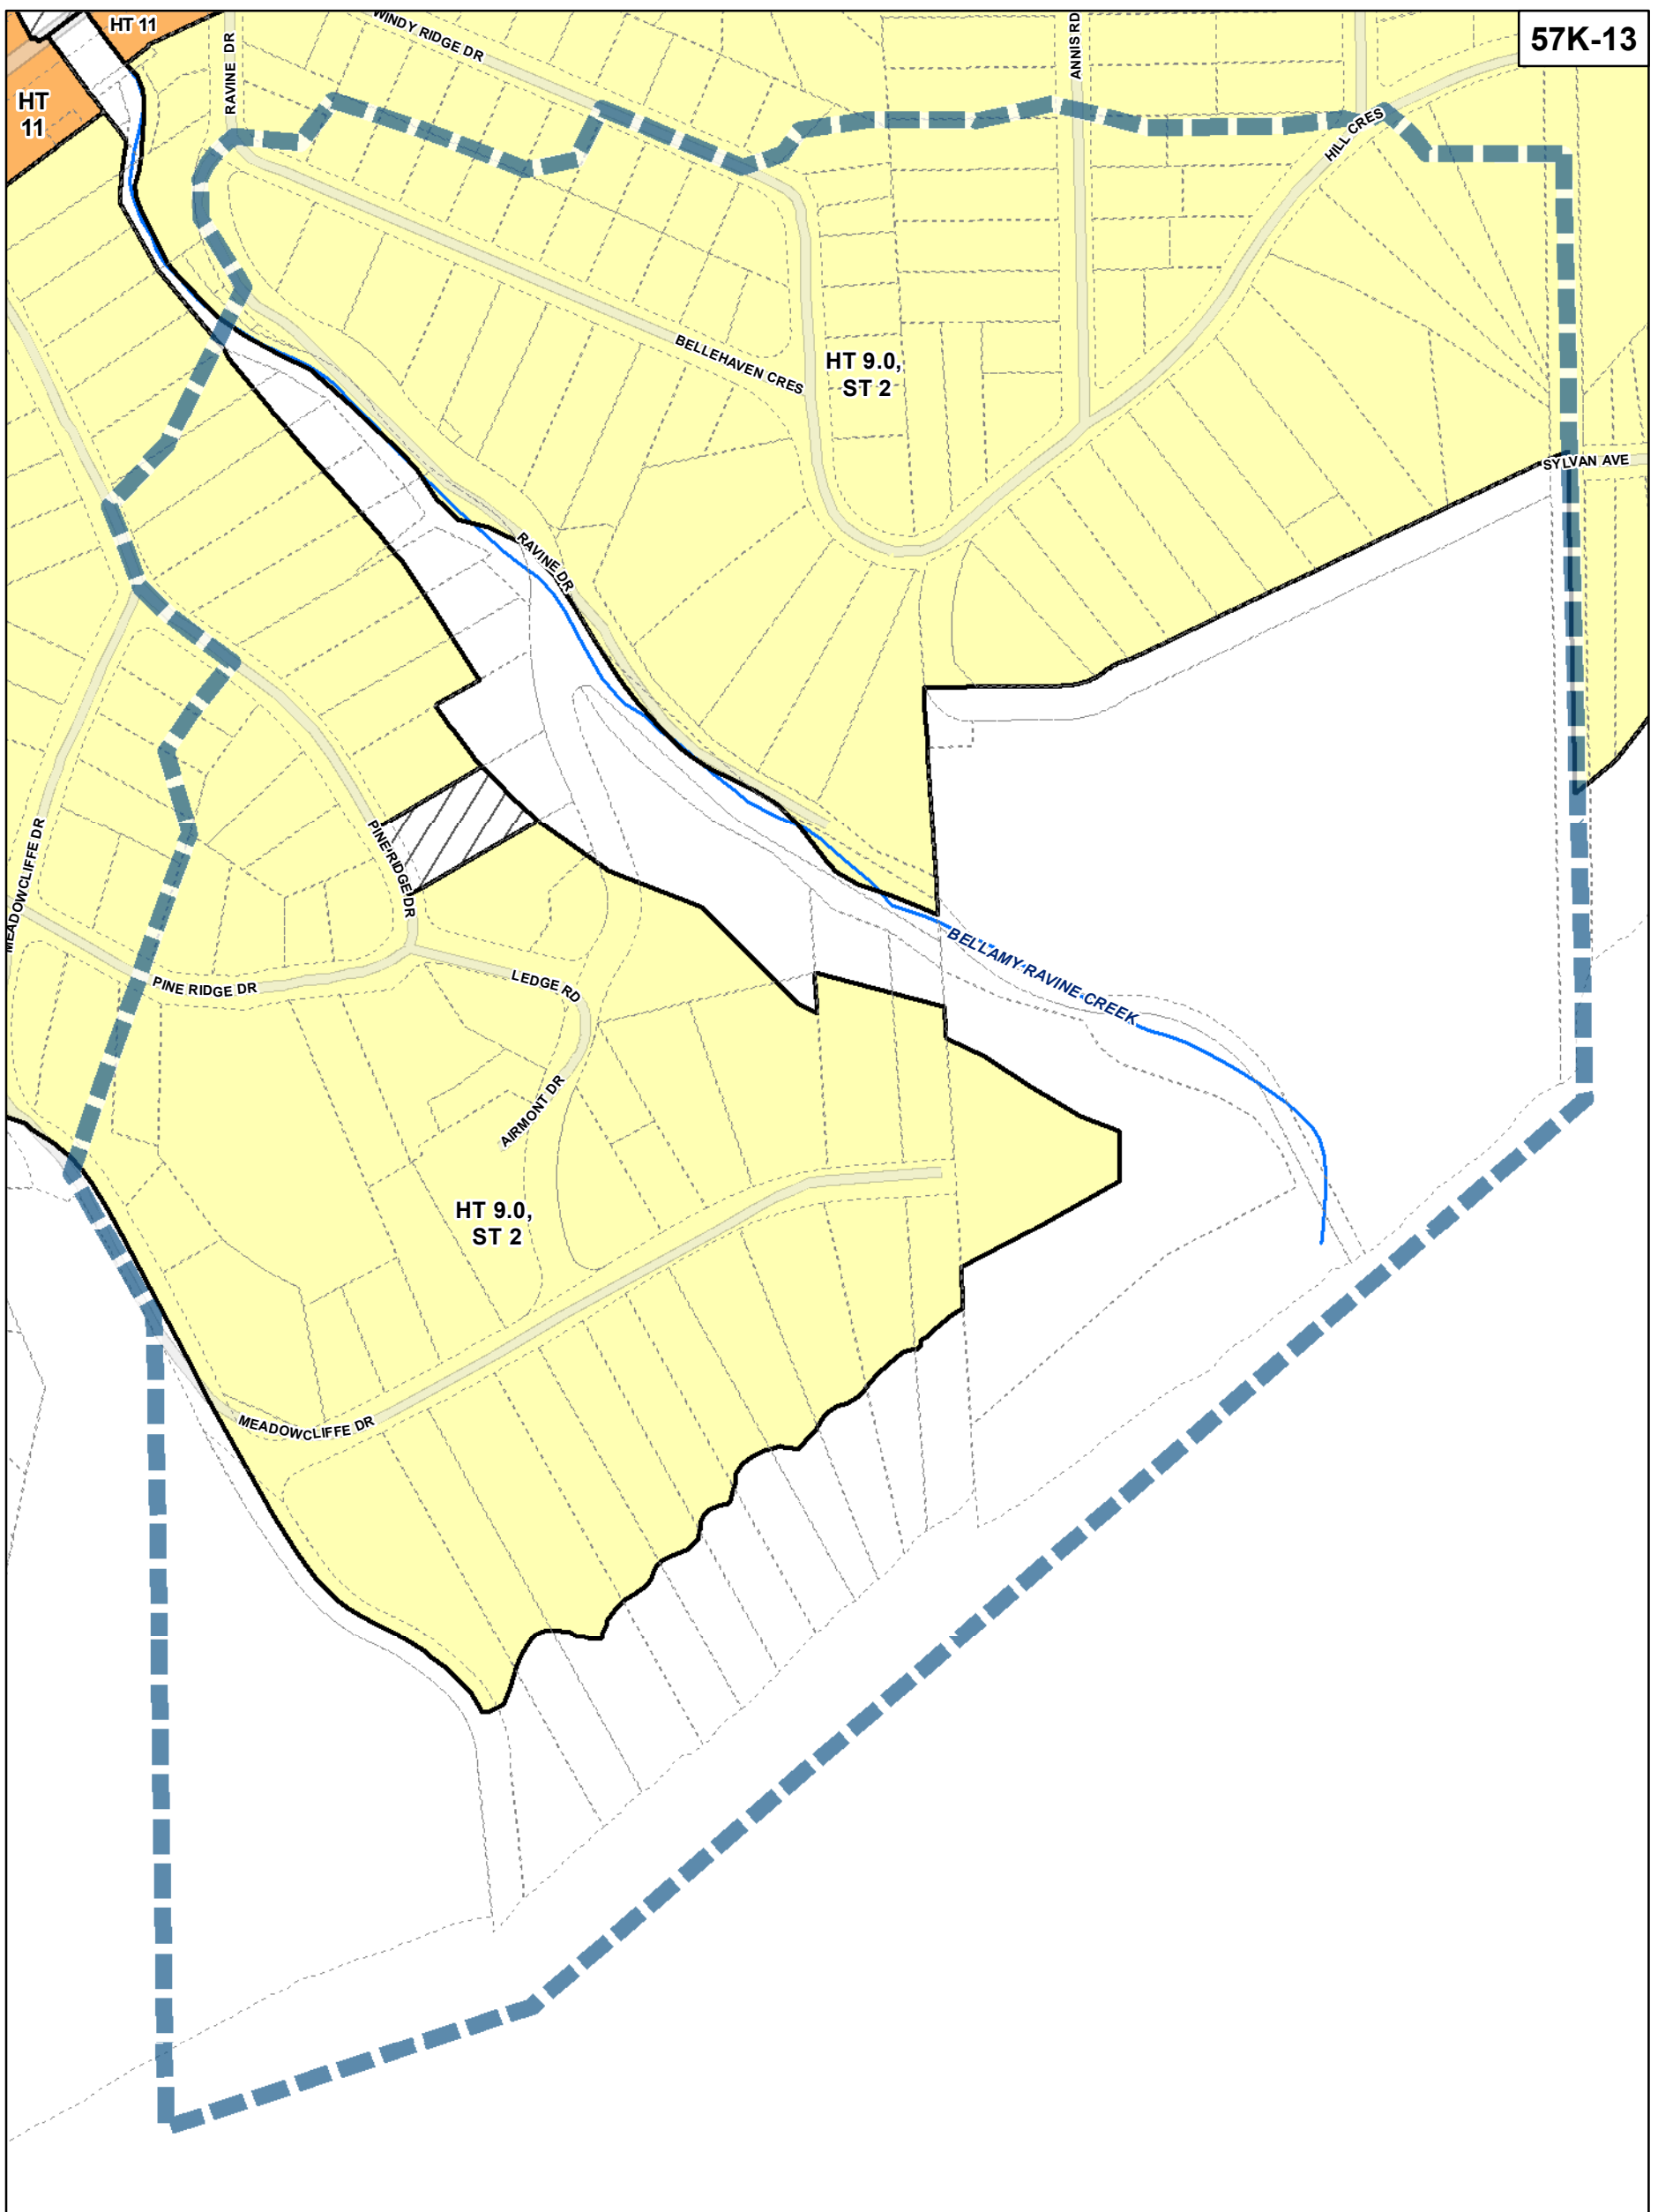 HT 11
57K-13
WINDY RIDGE DR
RAVINE DR
ANNIS RD
HT
11
HILL CRES
BELLEHAVEN CRES
HT 9.0,
ST 2
SYLVAN AVE
RAVINE DR
MEADOWCLIFFE DR
PINE RIDGE DR
BELLAMY RAVINE CREEK
PINE RIDGE DR
LEDGE RD
AIRMONT DR
HT 9.0,
ST 2
MEADOWCLIFFE DR